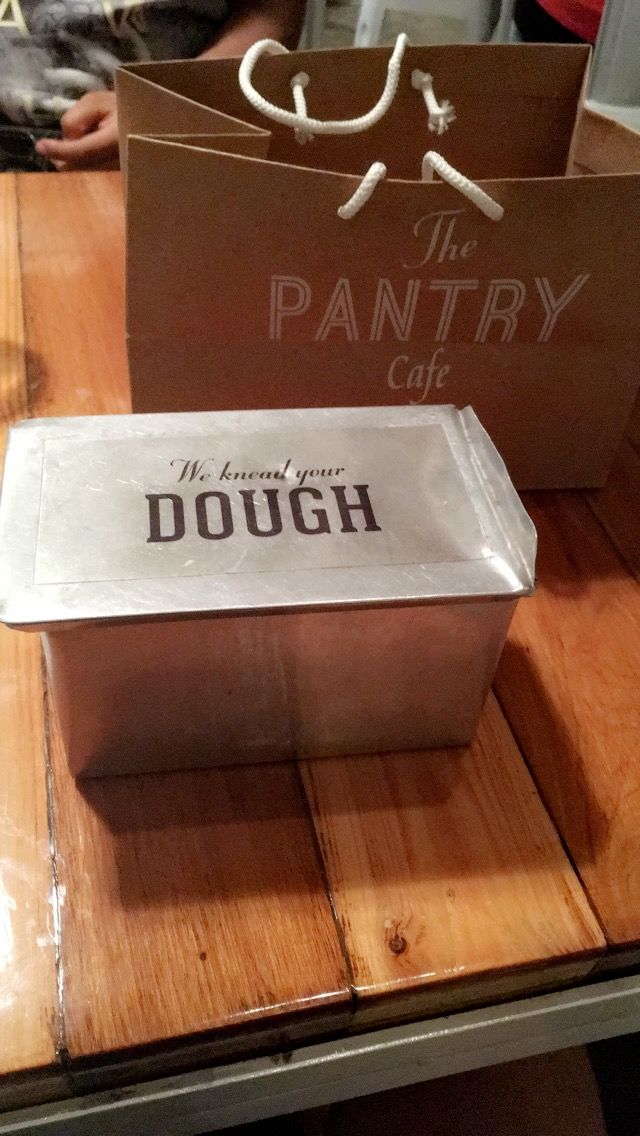 The
PANTRY
Cafe
We knead your
DOUGH